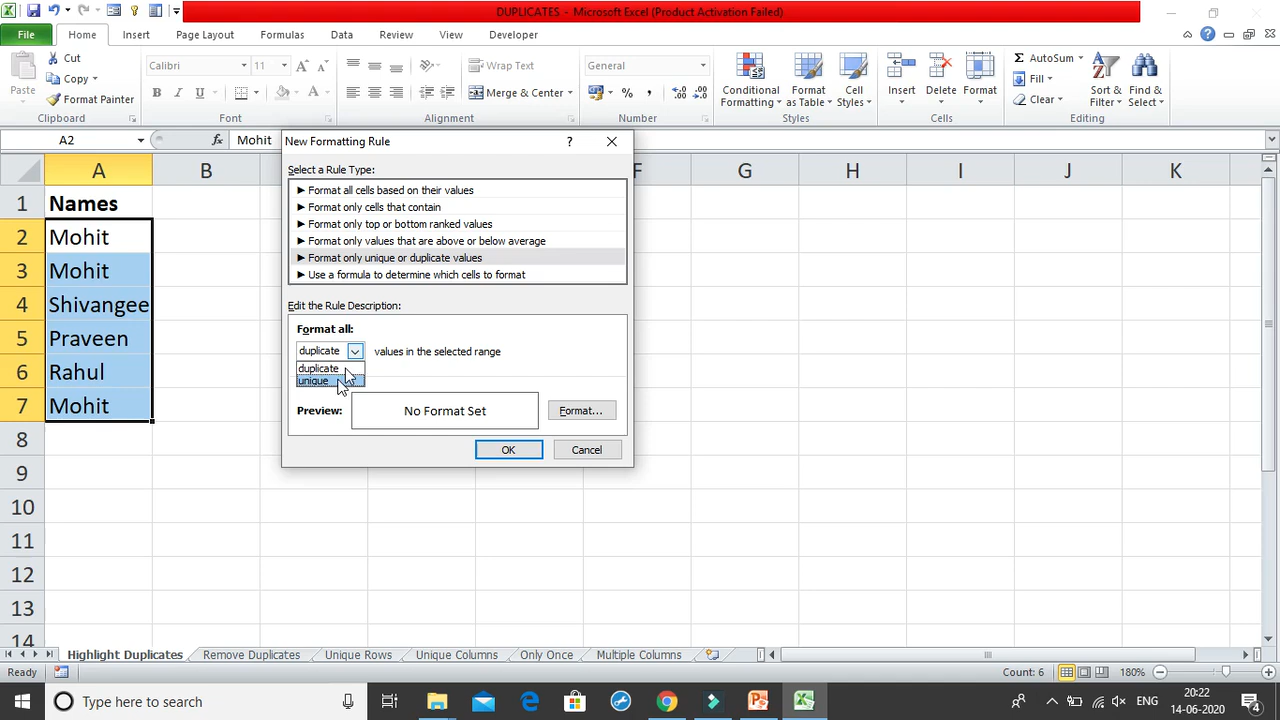 DUPLICATES - Microsoft Excel (Product Activation Failed)
File Home Insert Page Layout Formulas Data Review View Developer
Paste
Cut
Copy
Format Painter
Clipboard
Calibri 11
B I U
Font
Wrap Text
Merge & Center
Alignment
General
%
Number
Conditional Formatting
Format as Table
Cell Styles
Styles
Insert
Delete
Format
Cells
AutoSum
Fill
Clear
Sort & Filter
Find & Select
Editing
A2 fx Mohit
A B F G H I J K
1 Names
2 Mohit
3 Mohit
4 Shivangee
5 Praveen
6 Rahul
7 Mohit
8
9
10
11
12
13
14
New Formatting Rule ?
Select a Rule Type:
Format all cells based on their values
Format only cells that contain
Format only top or bottom ranked values
Format only values that are above or below average
Format only unique or duplicate values
Use a formula to determine which cells to format
Edit the Rule Description:
Format all:
duplicate values in the selected range
duplicate
unique
Preview: No Format Set Format...
OK Cancel
Highlight Duplicates Remove Duplicates Unique Rows Unique Columns Only Once Multiple Columns
Ready Count: 6 180%
Type here to search
ENG
20:22
14-06-2020
4